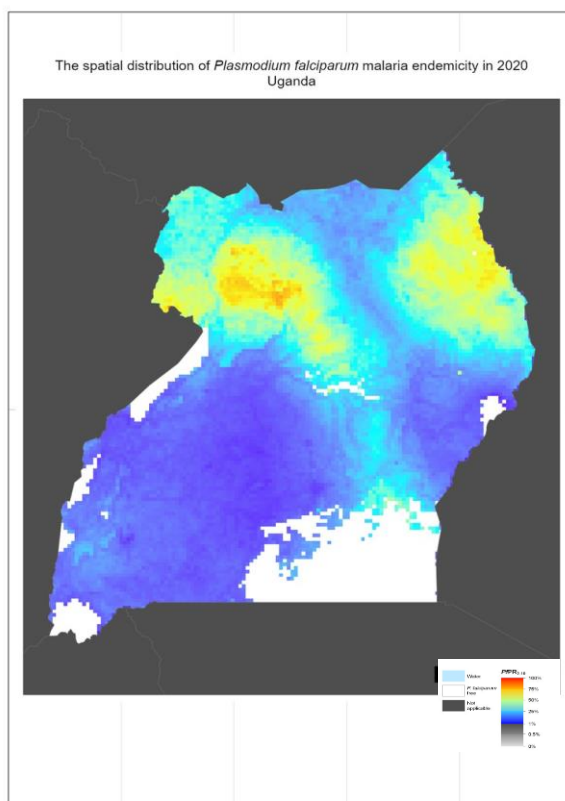 The spatial distribution of Plasmodium falciparum malaria endemicity in 2020
Uganda
Water
P. falciparum
free
Not
applicable
100%
75%
50%
25%
1%
0.5%
0%